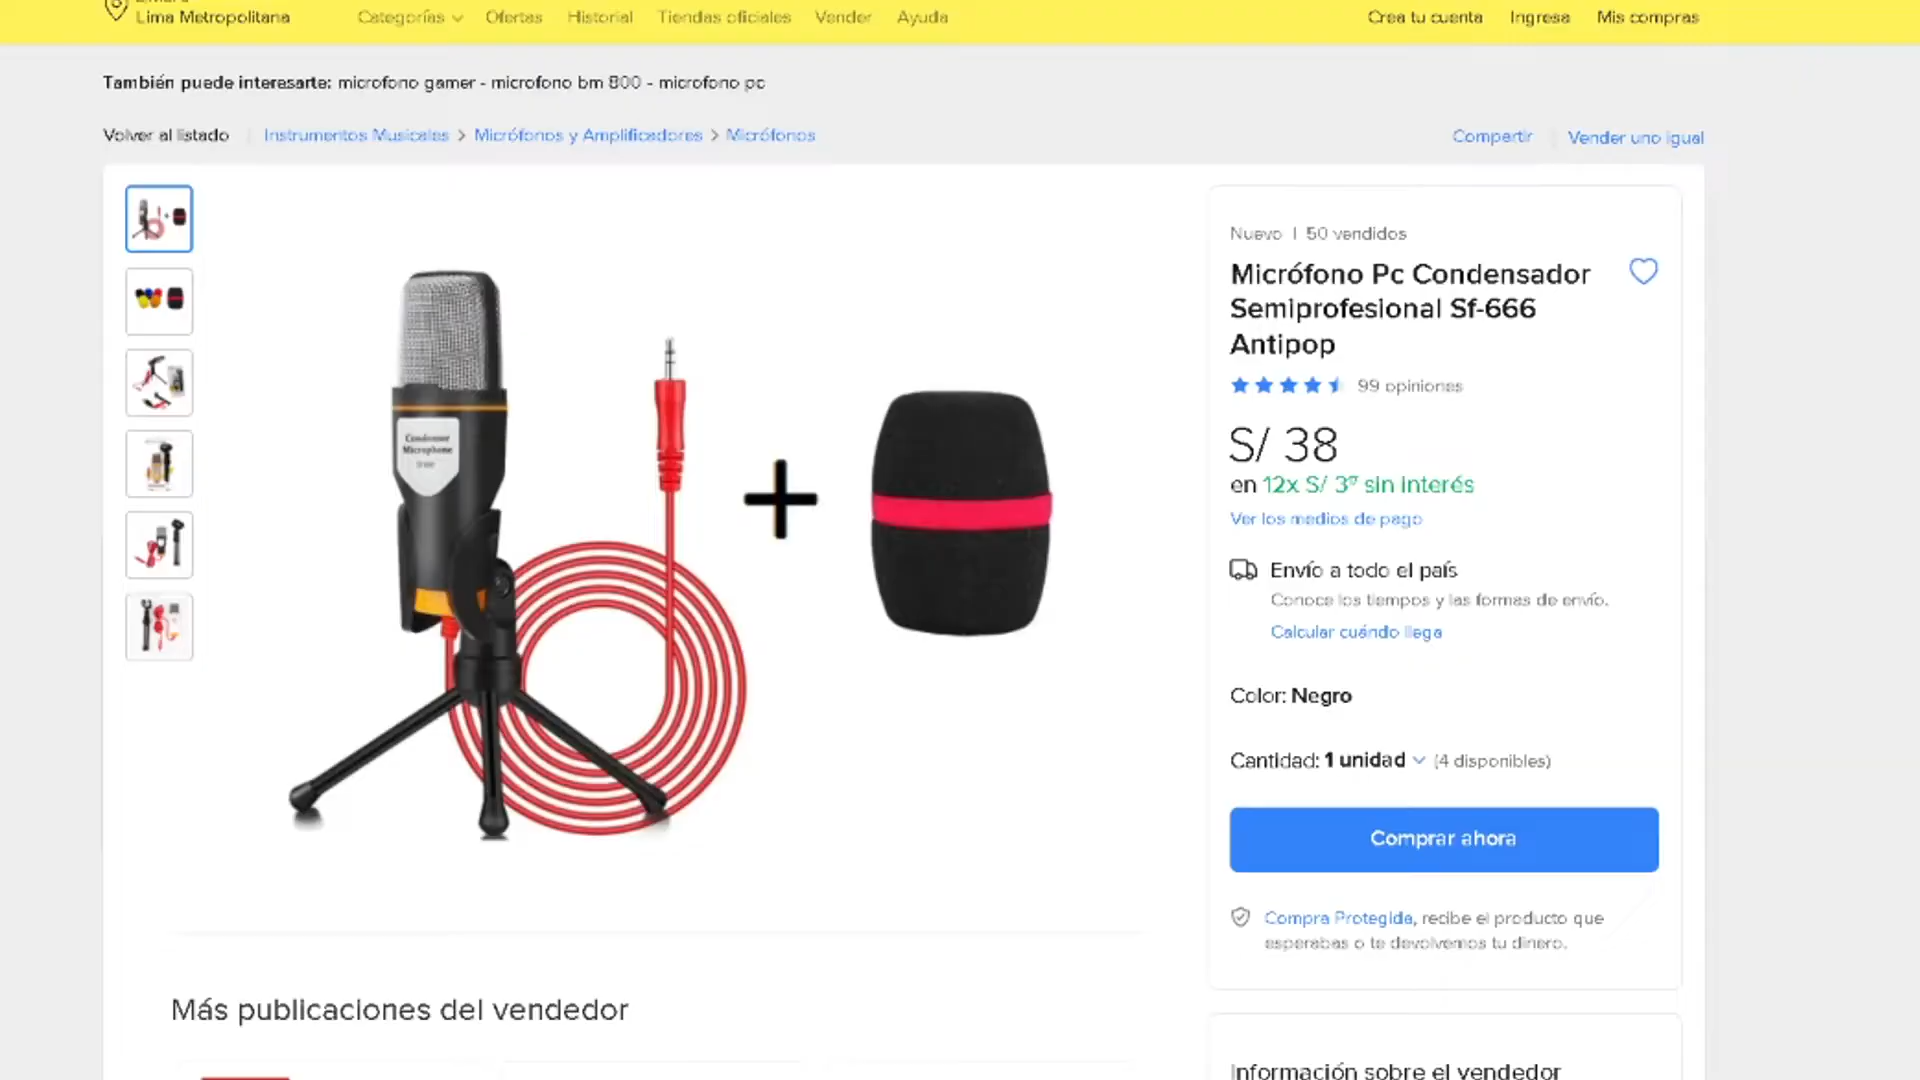 Lima Metropolitana
Categorías Ofertas Historial Tiendas oficiales Vender Ayuda
Crea tu cuenta Ingresa Mis compras
También puede interesarte: microfono gamer - microfono bm 800 - microfono pc
Volver al listado
Instrumentos Musicales > Micrófonos y Amplificadores > Micrófonos
Compartir Vender uno igual
Condenser
Microphone
Nuevo | 50 vendidos
Micrófono Pc Condensador
Semiprofesional Sf-666
Antipop
99 opiniones
S/ 38
en 12x S/ 3¹⁷ sin interés
Ver los medios de pago
Envío a todo el país
Conoce los tiempos y las formas de envío.
Calcular cuándo llega
Color: Negro
Cantidad: 1 unidad (4 disponibles)
Comprar ahora
Compra Protegida, recibe el producto que
esperabas o te devolvemos tu dinero.
Más publicaciones del vendedor
Información sobre el vendedor